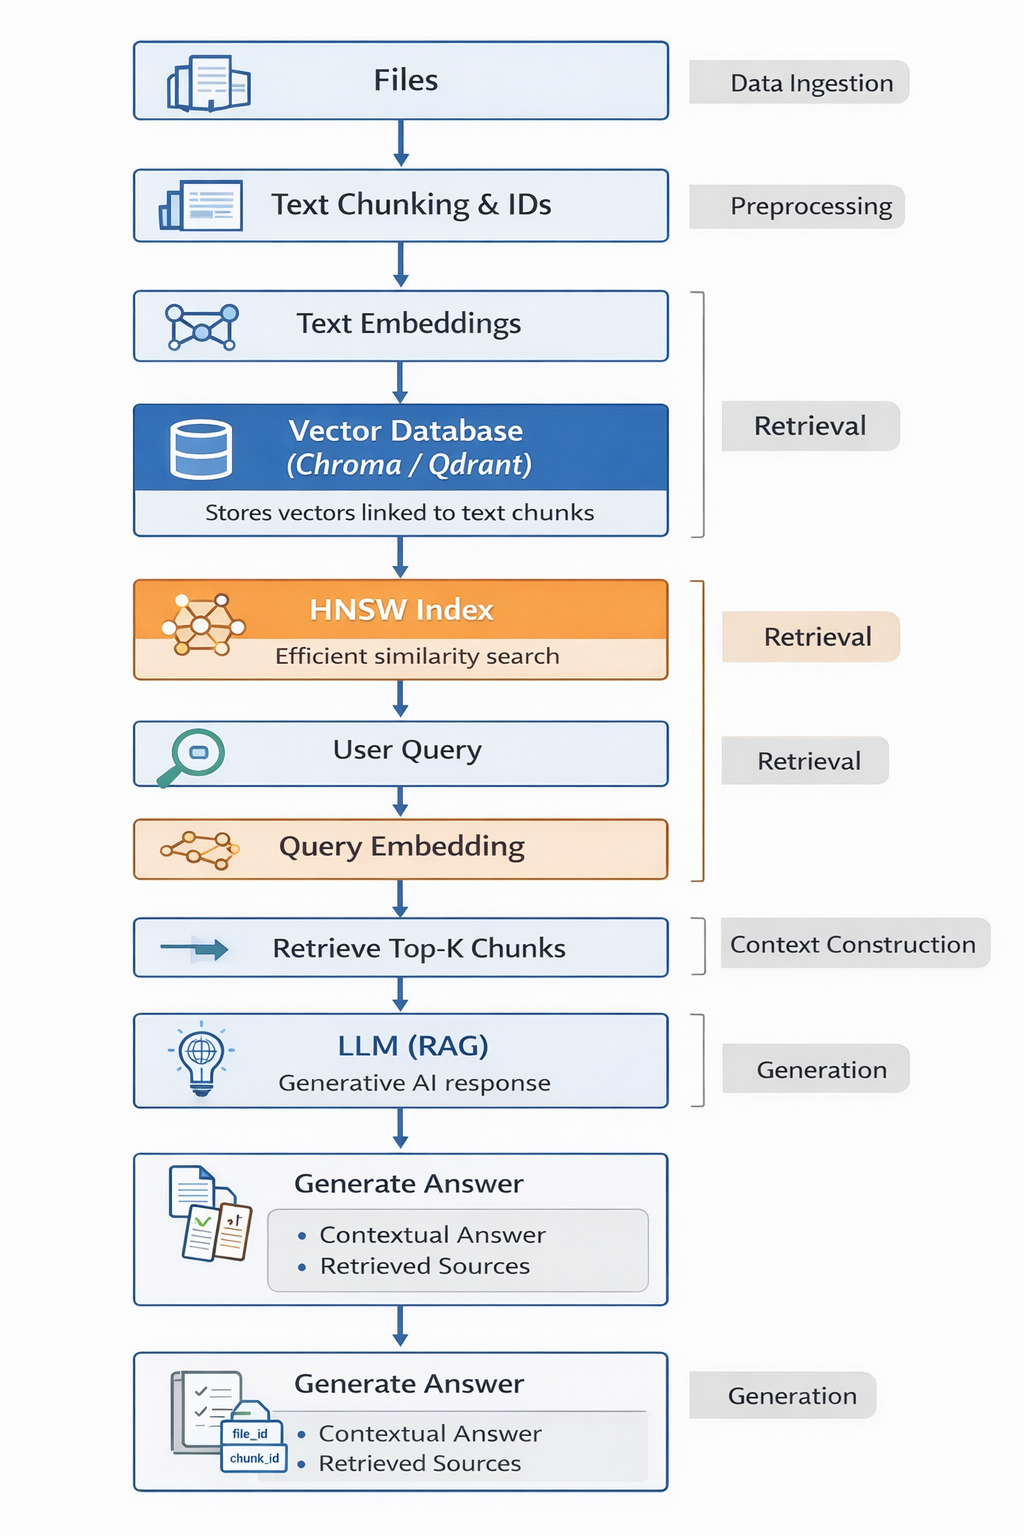 Files
Data Ingestion
Text Chunking & IDs
Preprocessing
Text Embeddings
Vector Database
(Chroma / Qdrant)
Stores vectors linked to text chunks
Retrieval
HNSW Index
Efficient similarity search
Retrieval
User Query
Retrieval
Query Embedding
Retrieve Top-K Chunks
Context Construction
LLM (RAG)
Generative AI response
Generation
Generate Answer
• Contextual Answer
• Retrieved Sources
Generate Answer
Generation
file_id
chunk_id
• Contextual Answer
• Retrieved Sources